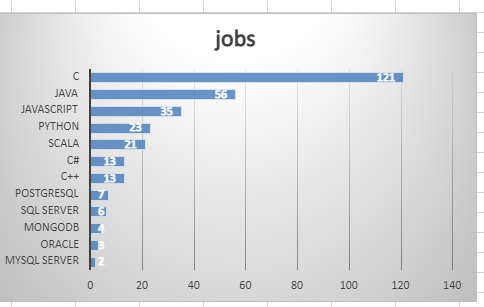 jobs
C 121
JAVA 56
JAVASCRIPT 35
PYTHON 23
SCALA 21
C# 13
C++ 13
POSTGRESQL 7
SQL SERVER 6
MONGODB 4
ORACLE 3
MYSQL SERVER 2
0 20 40 60 80 100 120 140